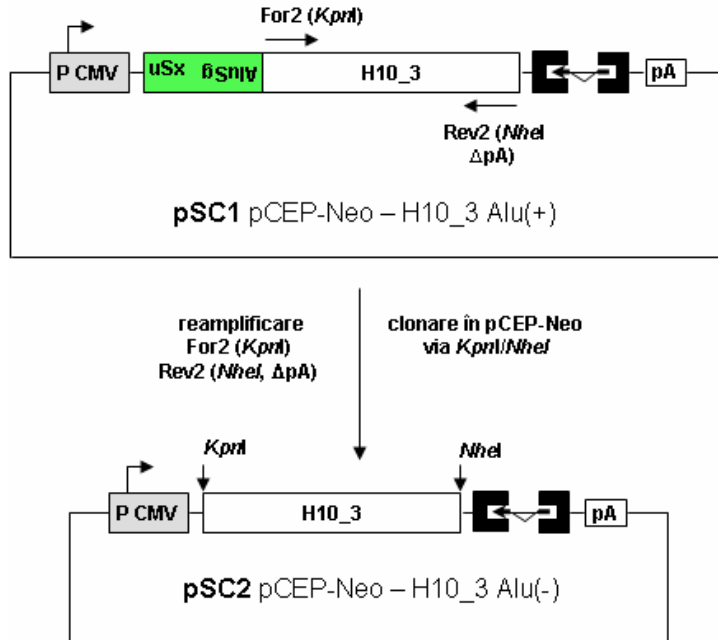 For2 (KpnI)
P CMV
uSx AluSg
H10_3
pA
Rev2 (NheI
ΔpA)
pSC1 pCEP-Neo – H10_3 Alu(+)
reamplificare
For2 (KpnI)
Rev2 (NheI, ΔpA)
clonare în pCEP-Neo
via KpnI/NheI
KpnI
NheI
P CMV
H10_3
pA
pSC2 pCEP-Neo – H10_3 Alu(-)